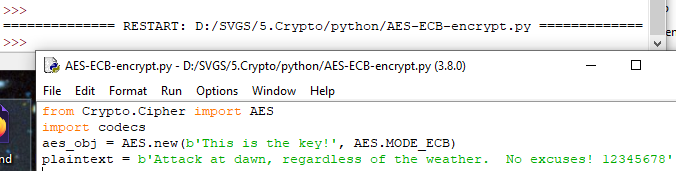 >>>
============== RESTART: D:/SVGS/5.Crypto/python/AES-ECB-encrypt.py =============
>>>
AES-ECB-encrypt.py - D:/SVGS/5.Crypto/python/AES-ECB-encrypt.py (3.8.0)
File Edit Format Run Options Window Help
from Crypto.Cipher import AES
import codecs
aes_obj = AES.new(b'This is the key!', AES.MODE_ECB)
plaintext = b'Attack at dawn, regardless of the weather.  No excuses! 12345678'
nd